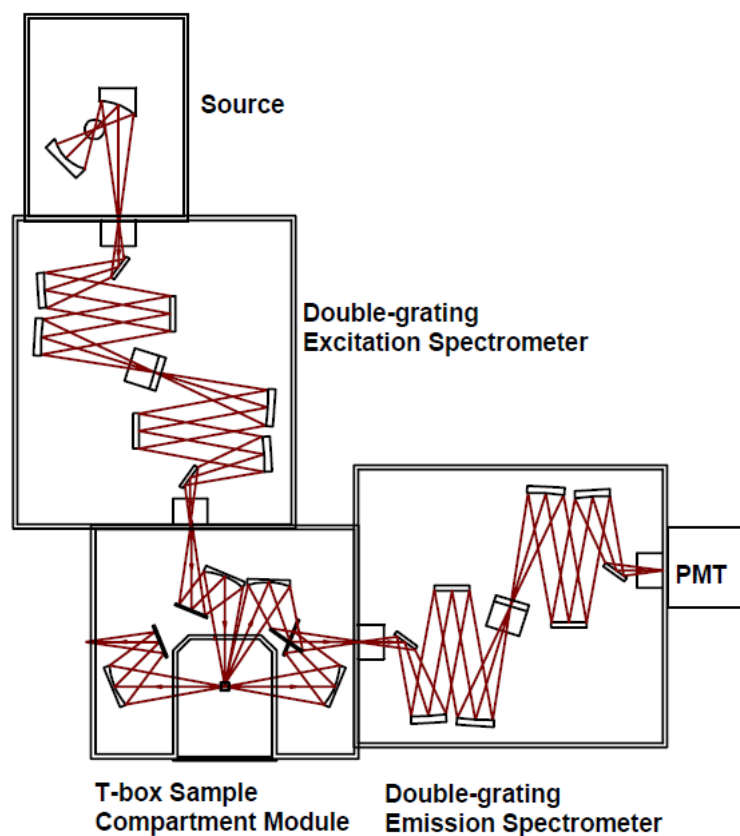 Source
Double-grating
Excitation Spectrometer
PMT
T-box Sample
Compartment Module
Double-grating
Emission Spectrometer